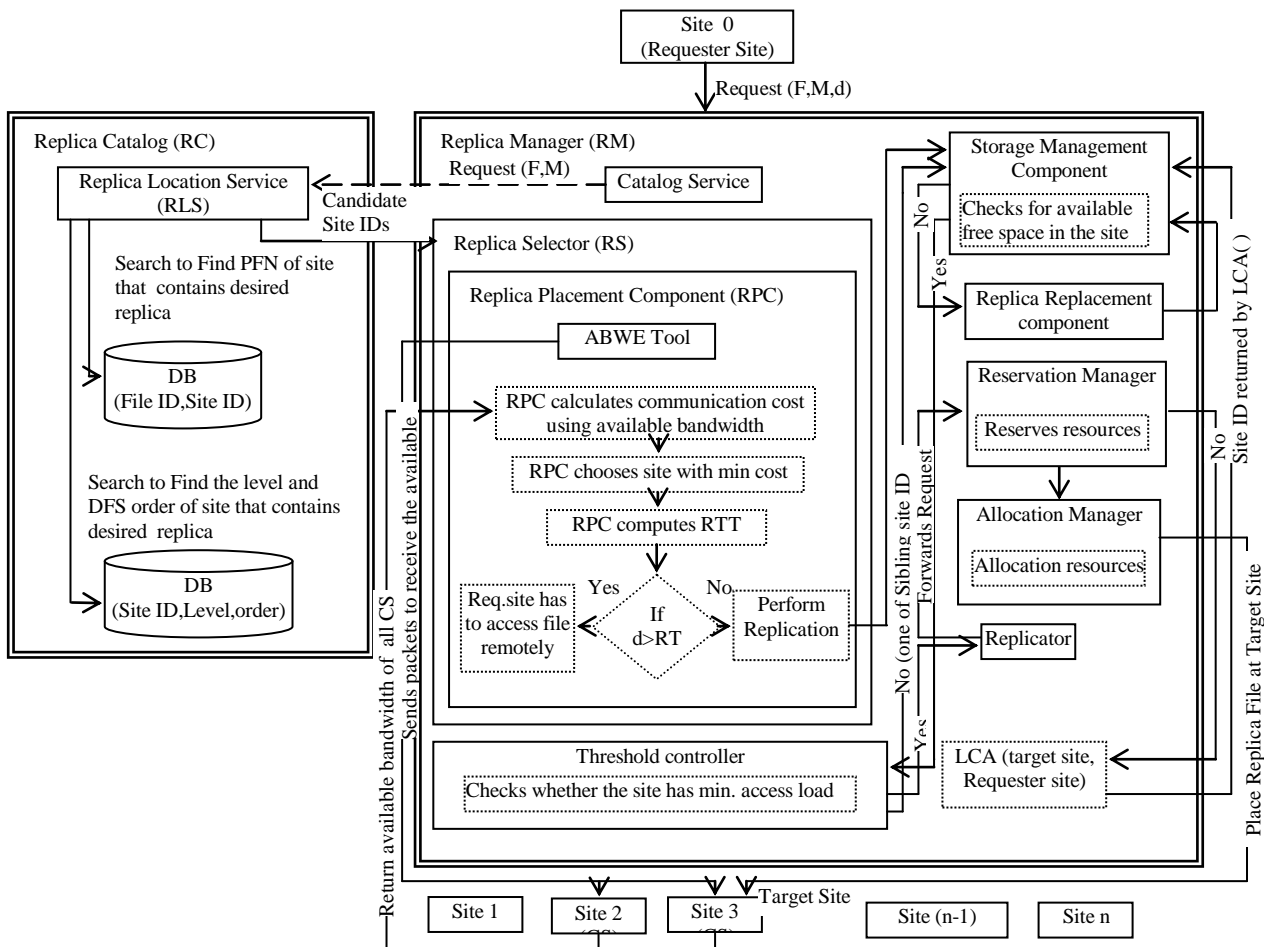 Site 0
(Requester Site)
Request (F,M,d)
Replica Catalog (RC)
Replica Location Service
(RLS)
Search to Find PFN of site
that contains desired
replica
DB
(File ID,Site ID)
Search to Find the level and
DFS order of site that contains
desired replica
DB
(Site ID,Level,order)
Replica Manager (RM)
Request (F,M)
Catalog Service
Candidate
Site IDs
Replica Selector (RS)
Replica Placement Component (RPC)
ABWE Tool
RPC calculates communication cost
using available bandwidth
RPC chooses site with min cost
RPC computes RTT
Yes
No
If
d>RT
Req.site has
to access file
remotely
Perform
Replication
Threshold controller
Checks whether the site has min. access load
Storage Management
Component
Checks for available
free space in the site
No
Yes
Replica Replacement
component
Reservation Manager
Reserves resources
Allocation Manager
Allocation resources
Replicator
LCA (target site,
Requester site)
No (one of Sibling site ID
Forwards Request
Yes
No
Site ID returned by LCA( )
Place Replica File at Target Site
Return available bandwidth of all CS
Sends packets to receive the available
Target Site
Site 1
Site 2
Site 3
Site (n-1)
Site n